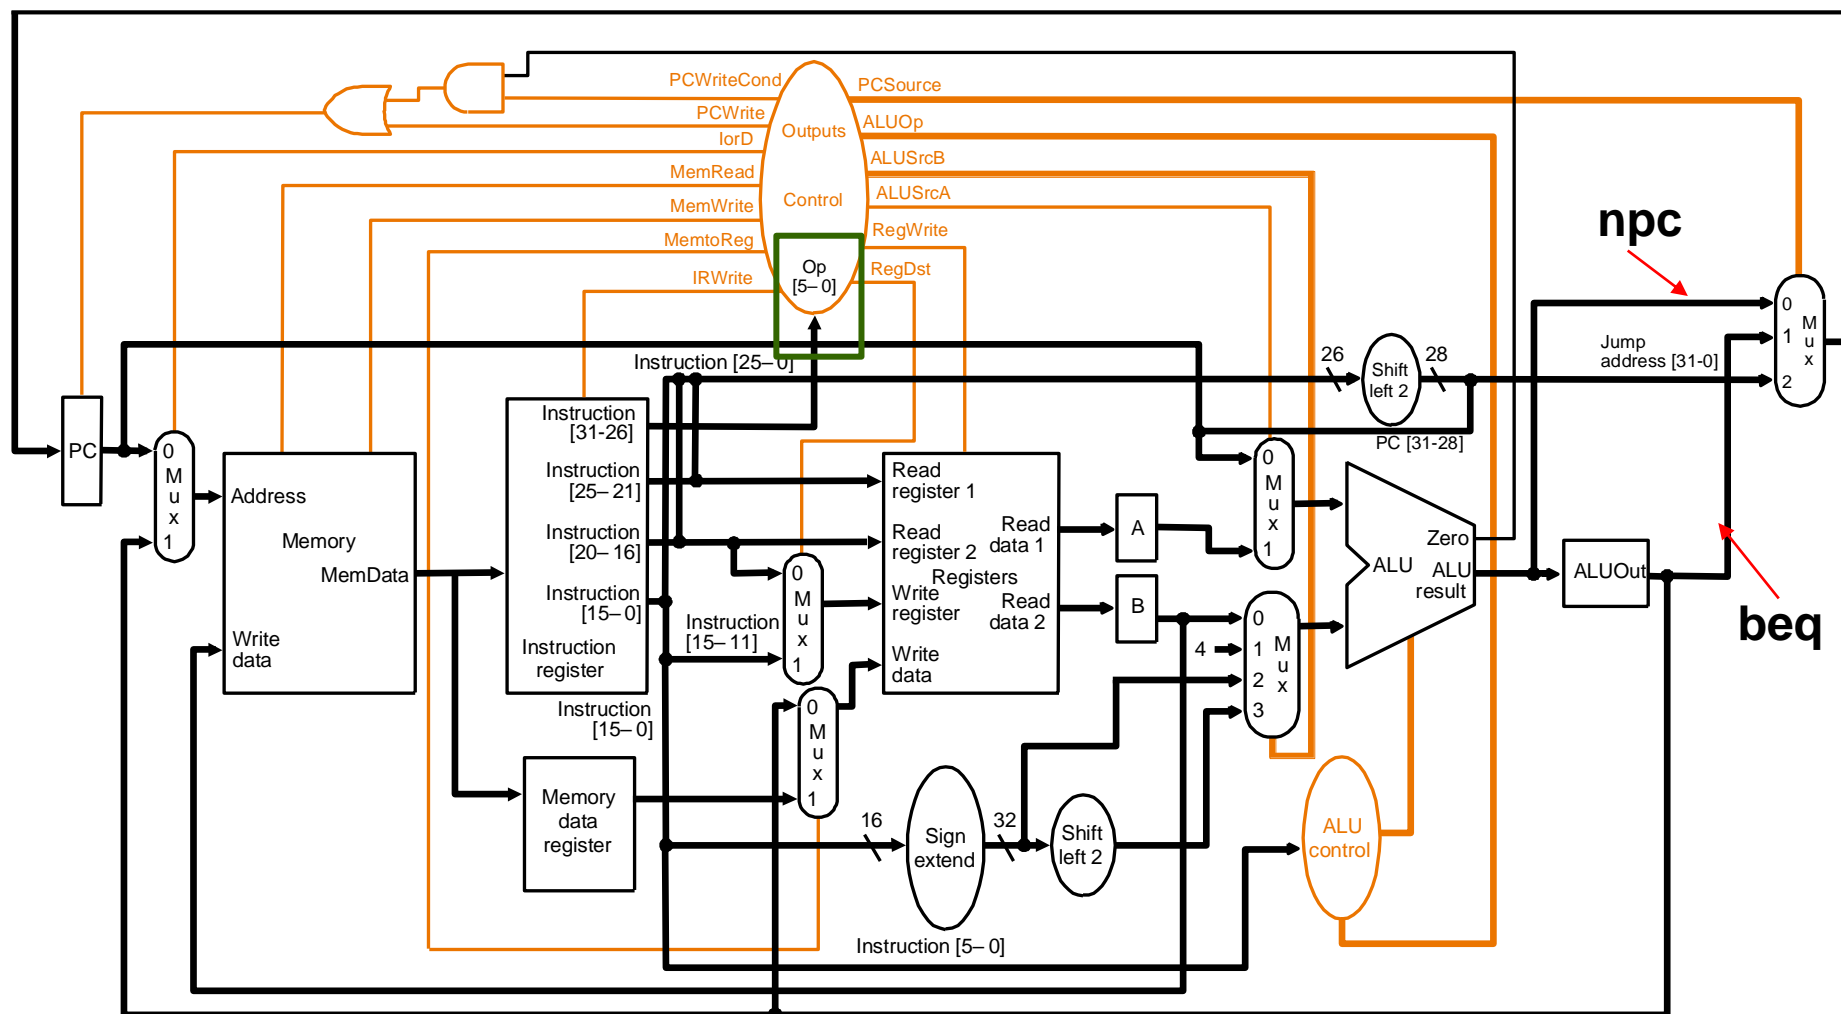 PCWriteCond
PCSource
PCWrite
ALUOp
Outputs
IorD
ALUSrcB
MemRead
ALUSrcA
Control
MemWrite
RegWrite
MemtoReg
RegDst
Op
[5–0]
IRWrite
npc
0
1
2
M
u
x
Jump
address [31-0]
Instruction [25–0]
26
Shift
left 2
28
PC [31-28]
PC
0
M
u
x
1
Address
Memory
MemData
Write
data
Instruction
[31-26]
Instruction
[25–21]
Instruction
[20–16]
Instruction
[15–0]
Instruction
register
Instruction
[15–11]
0
M
u
x
1
Read
register 1
Read
register 2
Registers
Write
register
Write
data
Read
data 1
Read
data 2
A
B
0
M
u
x
1
4
0
1
2
3
M
u
x
Zero
ALU
ALU
result
ALUOut
beq
Instruction
[15–0]
0
M
u
x
1
Memory
data
register
16
Sign
extend
32
Shift
left 2
ALU
control
Instruction [5–0]